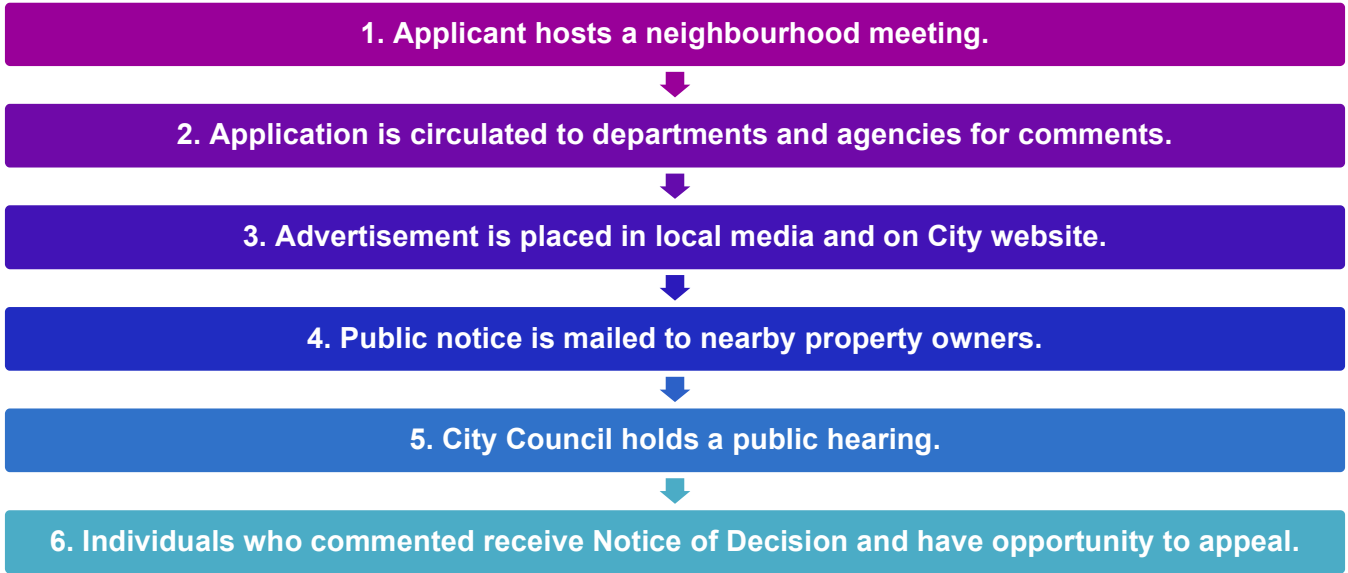 1. Applicant hosts a neighbourhood meeting.
2. Application is circulated to departments and agencies for comments.
3. Advertisement is placed in local media and on City website.
4. Public notice is mailed to nearby property owners.
5. City Council holds a public hearing.
6. Individuals who commented receive Notice of Decision and have opportunity to appeal.